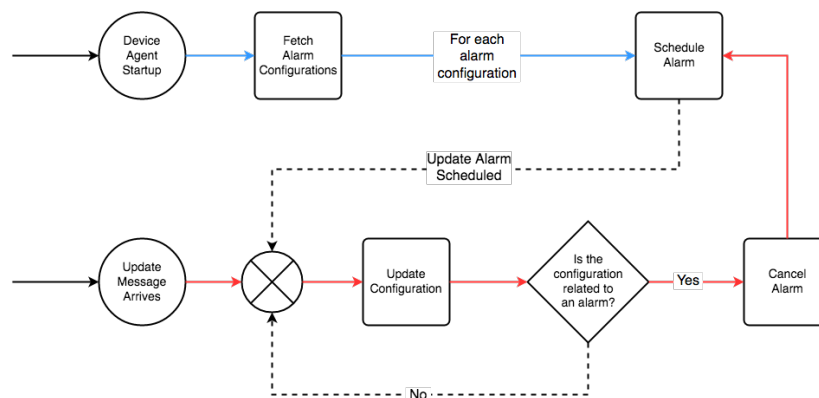 Device
Agent
Startup
Fetch
Alarm
Configurations
For each
alarm
configuration
Schedule
Alarm
Update Alarm
Scheduled
Update
Message
Arrives
Update
Configuration
Is the
configuration
related to
an alarm?
Yes
Cancel
Alarm
No